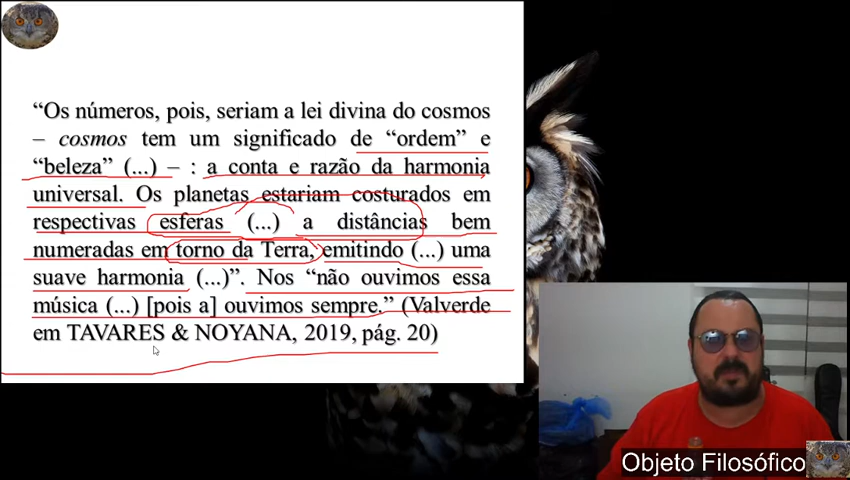 “Os números, pois, seriam a lei divina do cosmos
– cosmos tem um significado de “ordem” e
“beleza” (...) – : a conta e razão da harmonia
universal. Os planetas estariam costurados em
respectivas esferas (...) a distâncias bem
numeradas em torno da Terra, emitindo (...) uma
suave harmonia (...)”. Nos “não ouvimos essa
música (...) [pois a] ouvimos sempre.” (Valverde
em TAVARES & NOYANA, 2019, pág. 20)
Objeto Filosófico